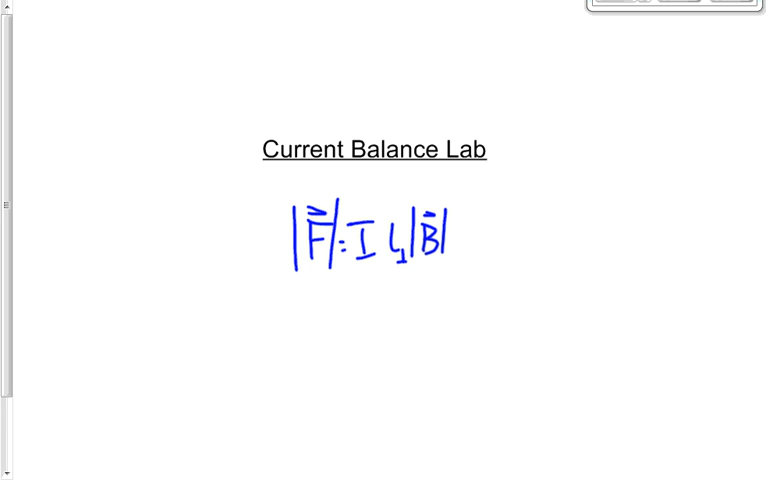 Current Balance Lab
|F⃗| = I L⊥ |B⃗|